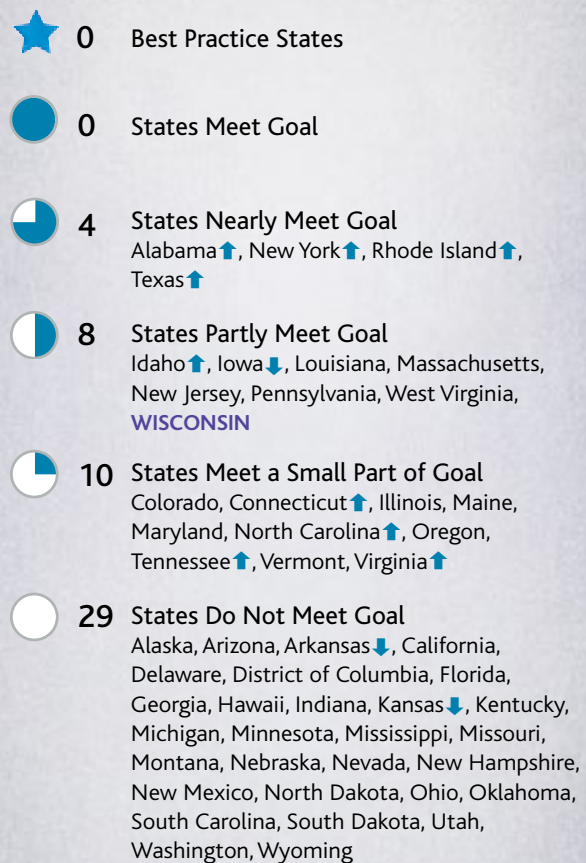 0 Best Practice States
0 States Meet Goal
4 States Nearly Meet Goal
Alabama⬆, New York⬆, Rhode Island⬆,
Texas⬆
8 States Partly Meet Goal
Idaho⬆, Iowa⬇, Louisiana, Massachusetts,
New Jersey, Pennsylvania, West Virginia,
WISCONSIN
10 States Meet a Small Part of Goal
Colorado, Connecticut⬆, Illinois, Maine,
Maryland, North Carolina⬆, Oregon,
Tennessee⬆, Vermont, Virginia⬆
29 States Do Not Meet Goal
Alaska, Arizona, Arkansas⬇, California,
Delaware, District of Columbia, Florida,
Georgia, Hawaii, Indiana, Kansas⬇, Kentucky,
Michigan, Minnesota, Mississippi, Missouri,
Montana, Nebraska, Nevada, New Hampshire,
New Mexico, North Dakota, Ohio, Oklahoma,
South Carolina, South Dakota, Utah,
Washington, Wyoming